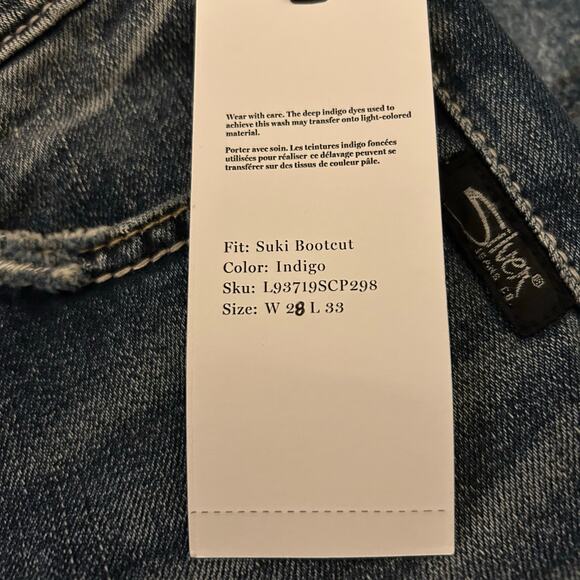 Wear with care. The deep indigo dyes used to
achieve this wash may transfer onto light-colored
material.
Porter avec soin. Les teintures indigo foncées
utilisées pour réaliser ce délavage peuvent se
transférer sur des tissus de couleur pâle.
Fit: Suki Bootcut
Color: Indigo
Sku: L93719SCP298
Size: W 28 L 33
Silver®
JEANS CO.